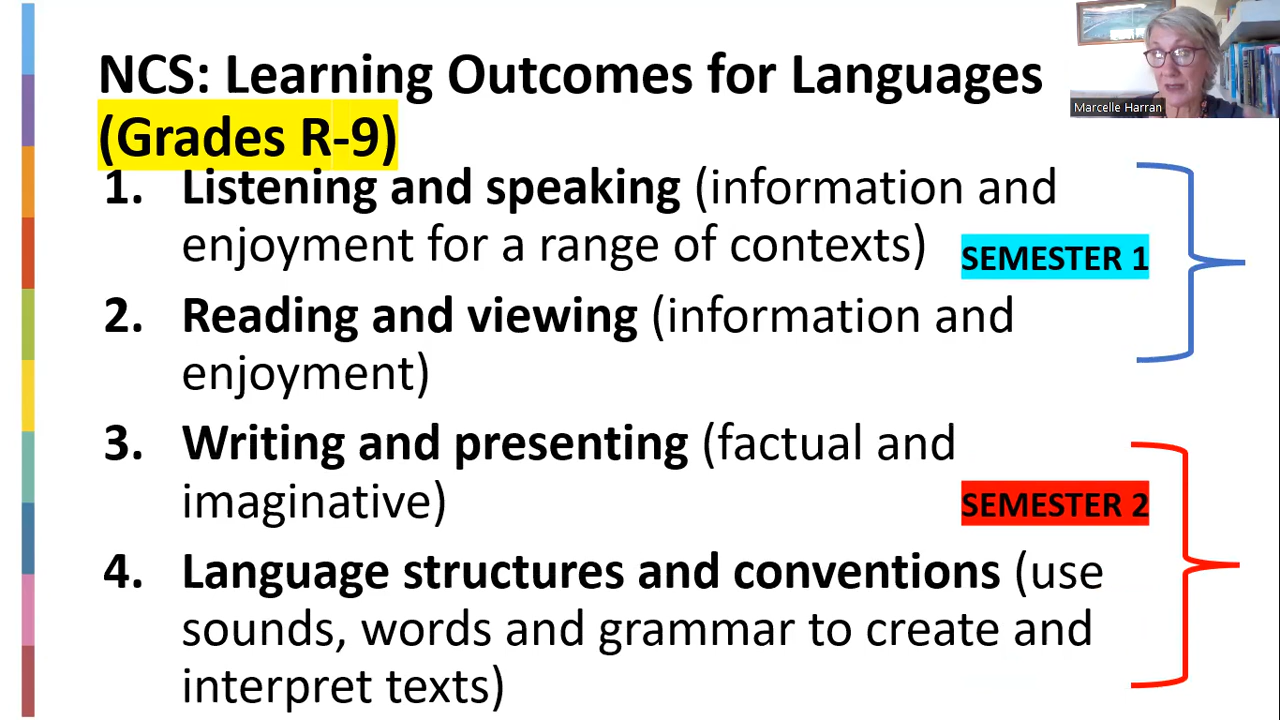 NCS: Learning Outcomes for Languages
(Grades R-9)
Marcelle Harran
1. Listening and speaking (information and
enjoyment for a range of contexts)
SEMESTER 1
2. Reading and viewing (information and
enjoyment)
3. Writing and presenting (factual and
imaginative)
SEMESTER 2
4. Language structures and conventions (use
sounds, words and grammar to create and
interpret texts)